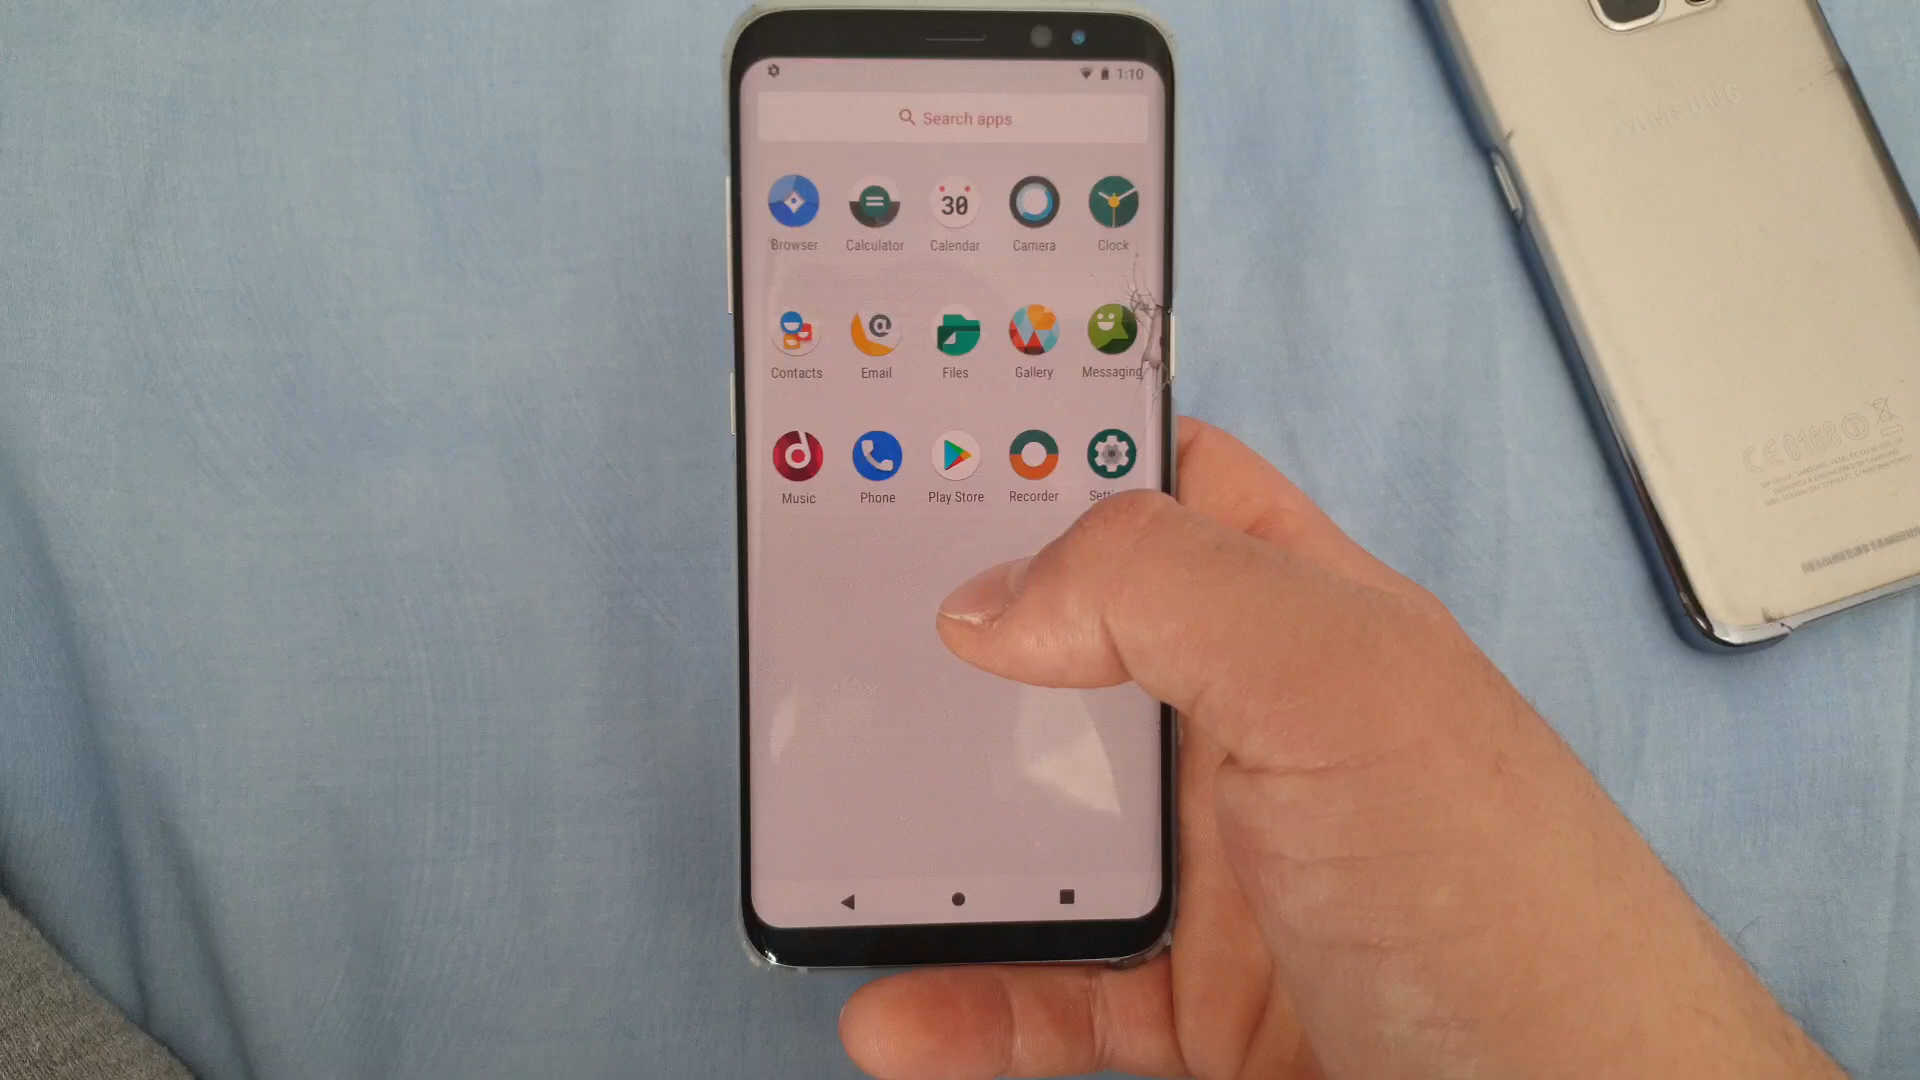 1:10
Search apps
30
Browser Calculator Calendar Camera Clock
@
Contacts Email Files Gallery Messaging
Music Phone Play Store Recorder
SAMSUNG